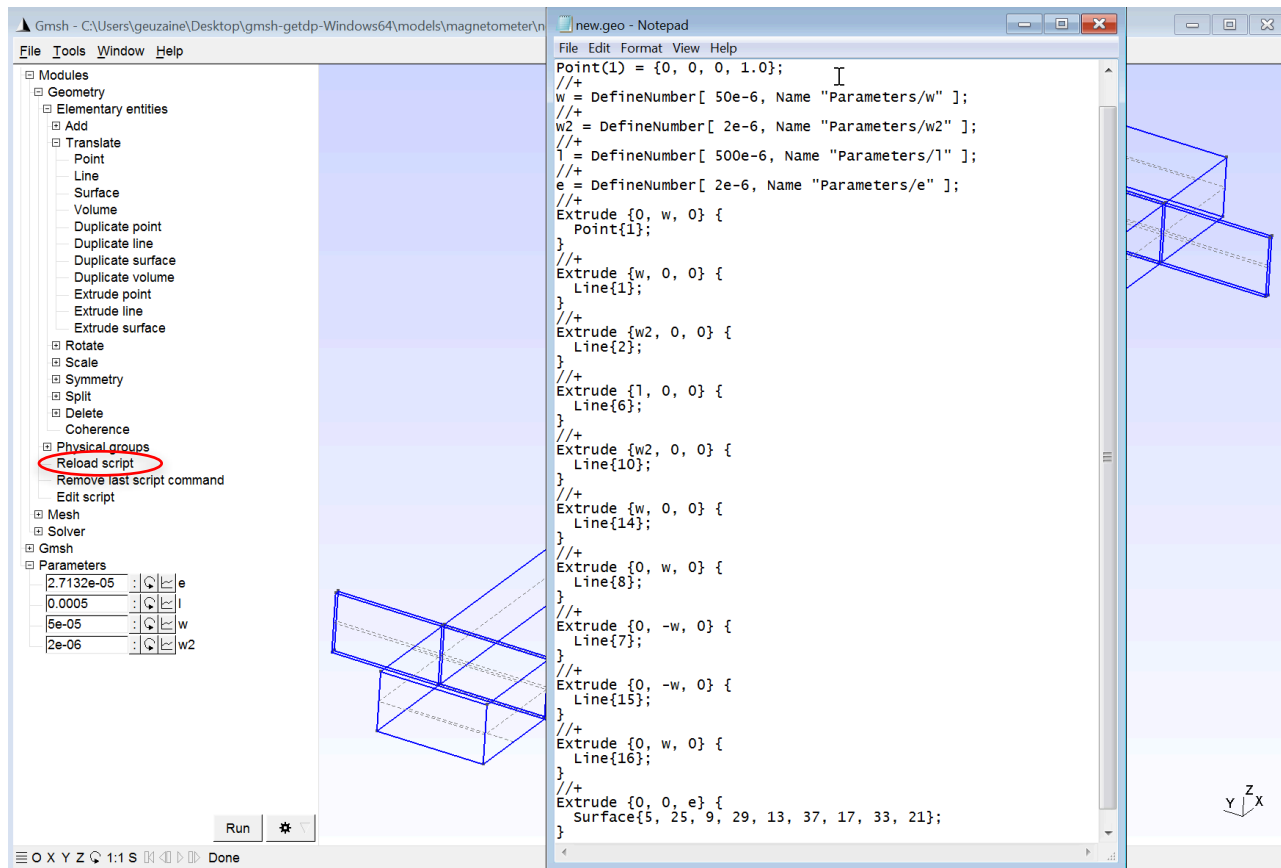 Gmsh - C:\Users\geuzaine\Desktop\gmsh-getdp-Windows64\models\magnetometer\n
File Tools Window Help
Modules
Geometry
Elementary entities
Add
Translate
Point
Line
Surface
Volume
Duplicate point
Duplicate line
Duplicate surface
Duplicate volume
Extrude point
Extrude line
Extrude surface
Rotate
Scale
Symmetry
Split
Delete
Coherence
Physical groups
Reload script
Remove last script command
Edit script
Mesh
Solver
Gmsh
Parameters
2.7132e-05 : e
0.0005 : l
5e-05 : w
2e-06 : w2
Run
O X Y Z 1:1 S Done
new.geo - Notepad
File Edit Format View Help
Point(1) = {0, 0, 0, 1.0};
//+
w = DefineNumber[ 50e-6, Name "Parameters/w" ];
//+
w2 = DefineNumber[ 2e-6, Name "Parameters/w2" ];
//+
l = DefineNumber[ 500e-6, Name "Parameters/l" ];
//+
e = DefineNumber[ 2e-6, Name "Parameters/e" ];
//+
Extrude {0, w, 0} {
Point{1};
}
//+
Extrude {w, 0, 0} {
Line{1};
}
//+
Extrude {w2, 0, 0} {
Line{2};
}
//+
Extrude {l, 0, 0} {
Line{6};
}
//+
Extrude {w2, 0, 0} {
Line{10};
}
//+
Extrude {w, 0, 0} {
Line{14};
}
//+
Extrude {0, w, 0} {
Line{8};
}
//+
Extrude {0, -w, 0} {
Line{7};
}
//+
Extrude {0, -w, 0} {
Line{15};
}
//+
Extrude {0, w, 0} {
Line{16};
}
//+
Extrude {0, 0, e} {
Surface{5, 25, 9, 29, 13, 37, 17, 33, 21};
}
Z
Y X